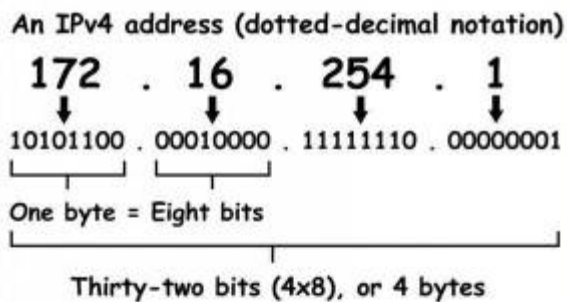 An IPv4 address (dotted-decimal notation)
172 . 16 . 254 . 1
10101100 . 00010000 . 11111110 . 00000001
One byte = Eight bits
Thirty-two bits (4x8), or 4 bytes